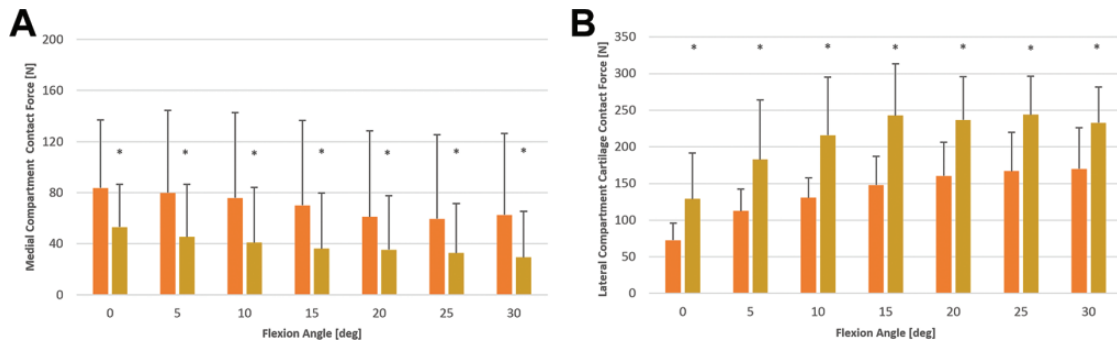 A
Medial Compartment Contact Force [N]
200
160
120
80
40
0
* * * * * * *
0 5 10 15 20 25 30
Flexion Angle [deg]
B
Lateral Compartment Cartilage Contact Force [N]
350
300
250
200
150
100
50
0
* * * * * * *
0 5 10 15 20 25 30
Flexion Angle [deg]